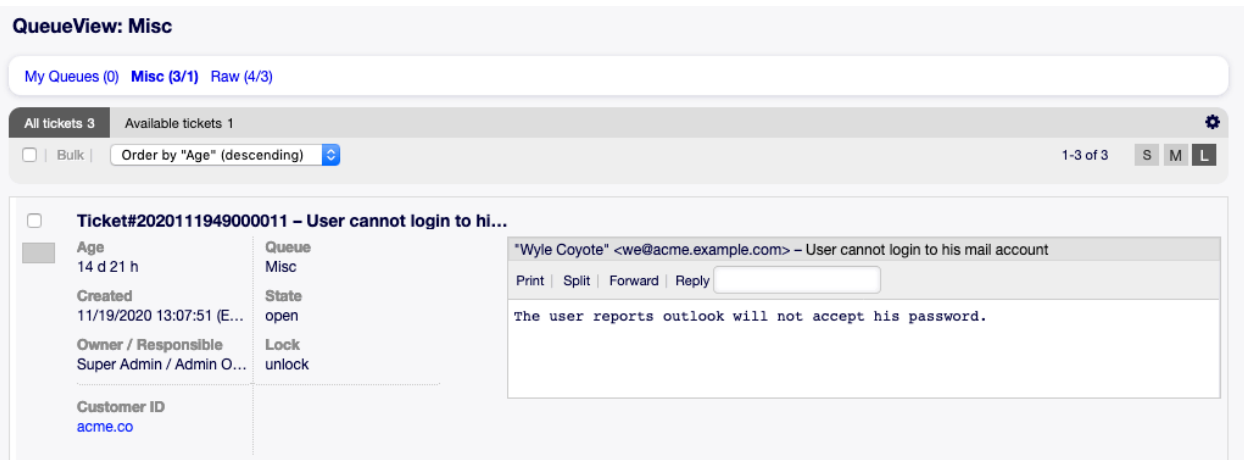 QueueView: Misc
My Queues (0) Misc (3/1) Raw (4/3)
All tickets 3 Available tickets 1
| Bulk | Order by "Age" (descending) 1-3 of 3 S M L
Ticket#2020111949000011 – User cannot login to hi...
Age Queue
14 d 21 h Misc
Created State
11/19/2020 13:07:51 (E... open
Owner / Responsible Lock
Super Admin / Admin O... unlock
Customer ID
acme.co
"Wyle Coyote" <we@acme.example.com> – User cannot login to his mail account
Print | Split | Forward | Reply
The user reports outlook will not accept his password.